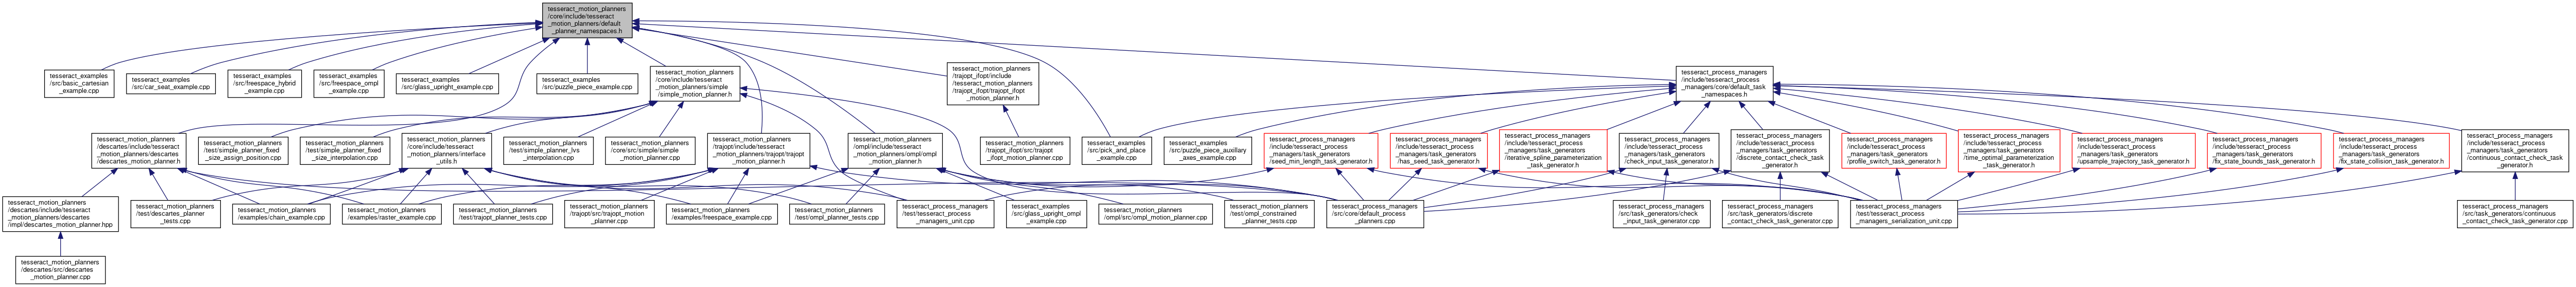 tesseract_motion_planners
/core/include/tesseract
_motion_planners/default
_planner_namespaces.h
tesseract_examples
/src/basic_cartesian
_example.cpp
tesseract_examples
/src/car_seat_example.cpp
tesseract_examples
/src/freespace_hybrid
_example.cpp
tesseract_examples
/src/freespace_ompl
_example.cpp
tesseract_examples
/src/glass_upright_example.cpp
tesseract_examples
/src/puzzle_piece_example.cpp
tesseract_motion_planners
/core/include/tesseract
_motion_planners/simple
/simple_motion_planner.h
tesseract_motion_planners
/trajopt_ifopt/include
/tesseract_motion_planners
/trajopt_ifopt/trajopt_ifopt
_motion_planner.h
tesseract_process_managers
/include/tesseract_process
_managers/core/default_task
_namespaces.h
tesseract_motion_planners
/descartes/include/tesseract
_motion_planners/descartes
/descartes_motion_planner.h
tesseract_motion_planners
/test/simple_planner_fixed
_size_assign_position.cpp
tesseract_motion_planners
/test/simple_planner_fixed
_size_interpolation.cpp
tesseract_motion_planners
/core/include/tesseract
_motion_planners/interface
_utils.h
tesseract_motion_planners
/test/simple_planner_lvs
_interpolation.cpp
tesseract_motion_planners
/core/src/simple/simple
_motion_planner.cpp
tesseract_motion_planners
/trajopt/include/tesseract
_motion_planners/trajopt/trajopt
_motion_planner.h
tesseract_motion_planners
/ompl/include/tesseract
_motion_planners/ompl/ompl
_motion_planner.h
tesseract_motion_planners
/trajopt_ifopt/src/trajopt
_ifopt_motion_planner.cpp
tesseract_examples
/src/pick_and_place
_example.cpp
tesseract_examples
/src/puzzle_piece_auxillary
_axes_example.cpp
tesseract_process_managers
/include/tesseract_process
_managers/task_generators
/seed_min_length_task_generator.h
tesseract_process_managers
/include/tesseract_process
_managers/task_generators
/has_seed_task_generator.h
tesseract_process_managers
/include/tesseract_process
_managers/task_generators
/iterative_spline_parameterization
_task_generator.h
tesseract_process_managers
/include/tesseract_process
_managers/task_generators
/check_input_task_generator.h
tesseract_process_managers
/include/tesseract_process
_managers/task_generators
/discrete_contact_check_task
_generator.h
tesseract_process_managers
/include/tesseract_process
_managers/task_generators
/profile_switch_task_generator.h
tesseract_process_managers
/include/tesseract_process
_managers/task_generators
/time_optimal_parameterization
_task_generator.h
tesseract_process_managers
/include/tesseract_process
_managers/task_generators
/upsample_trajectory_task_generator.h
tesseract_process_managers
/include/tesseract_process
_managers/task_generators
/fix_state_bounds_task_generator.h
tesseract_process_managers
/include/tesseract_process
_managers/task_generators
/fix_state_collision_task_generator.h
tesseract_process_managers
/include/tesseract_process
_managers/task_generators
/continuous_contact_check_task
_generator.h
tesseract_motion_planners
/descartes/include/tesseract
_motion_planners/descartes
/impl/descartes_motion_planner.hpp
tesseract_motion_planners
/test/descartes_planner
_tests.cpp
tesseract_motion_planners
/examples/chain_example.cpp
tesseract_motion_planners
/examples/raster_example.cpp
tesseract_motion_planners
/test/trajopt_planner_tests.cpp
tesseract_motion_planners
/trajopt/src/trajopt_motion
_planner.cpp
tesseract_motion_planners
/examples/freespace_example.cpp
tesseract_motion_planners
/test/ompl_planner_tests.cpp
tesseract_process_managers
/test/tesseract_process
_managers_unit.cpp
tesseract_examples
/src/glass_upright_ompl
_example.cpp
tesseract_motion_planners
/ompl/src/ompl_motion_planner.cpp
tesseract_motion_planners
/test/ompl_constrained
_planner_tests.cpp
tesseract_process_managers
/src/core/default_process
_planners.cpp
tesseract_process_managers
/src/task_generators/check
_input_task_generator.cpp
tesseract_process_managers
/src/task_generators/discrete
_contact_check_task_generator.cpp
tesseract_process_managers
/test/tesseract_process
_managers_serialization_unit.cpp
tesseract_process_managers
/src/task_generators/continuous
_contact_check_task_generator.cpp
tesseract_motion_planners
/descartes/src/descartes
_motion_planner.cpp